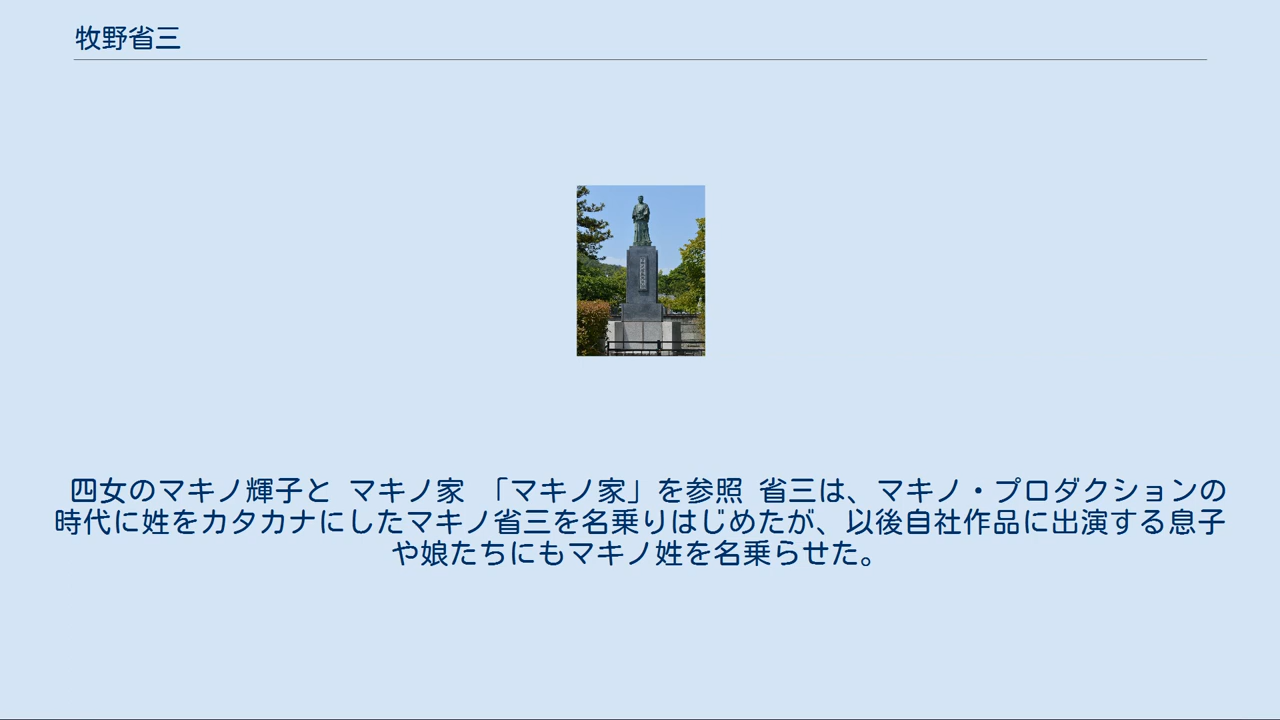 牧野省三
四女のマキノ輝子と マキノ家 「マキノ家」を参照 省三は、マキノ・プロダクションの
時代に姓をカタカナにしたマキノ省三を名乗りはじめたが、以後自社作品に出演する息子
や娘たちにもマキノ姓を名乗らせた。